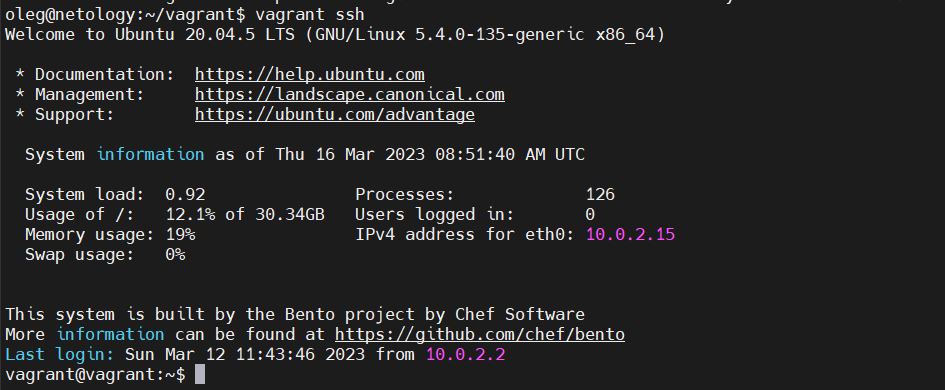 oleg@netology:~/vagrant$ vagrant ssh
Welcome to Ubuntu 20.04.5 LTS (GNU/Linux 5.4.0-135-generic x86_64)
* Documentation:  https://help.ubuntu.com
* Management:     https://landscape.canonical.com
* Support:        https://ubuntu.com/advantage
System information as of Thu 16 Mar 2023 08:51:40 AM UTC
System load:  0.92               Processes:             126
Usage of /:   12.1% of 30.34GB   Users logged in:       0
Memory usage: 19%                IPv4 address for eth0: 10.0.2.15
Swap usage:   0%
This system is built by the Bento project by Chef Software
More information can be found at https://github.com/chef/bento
Last login: Sun Mar 12 11:43:46 2023 from 10.0.2.2
vagrant@vagrant:~$